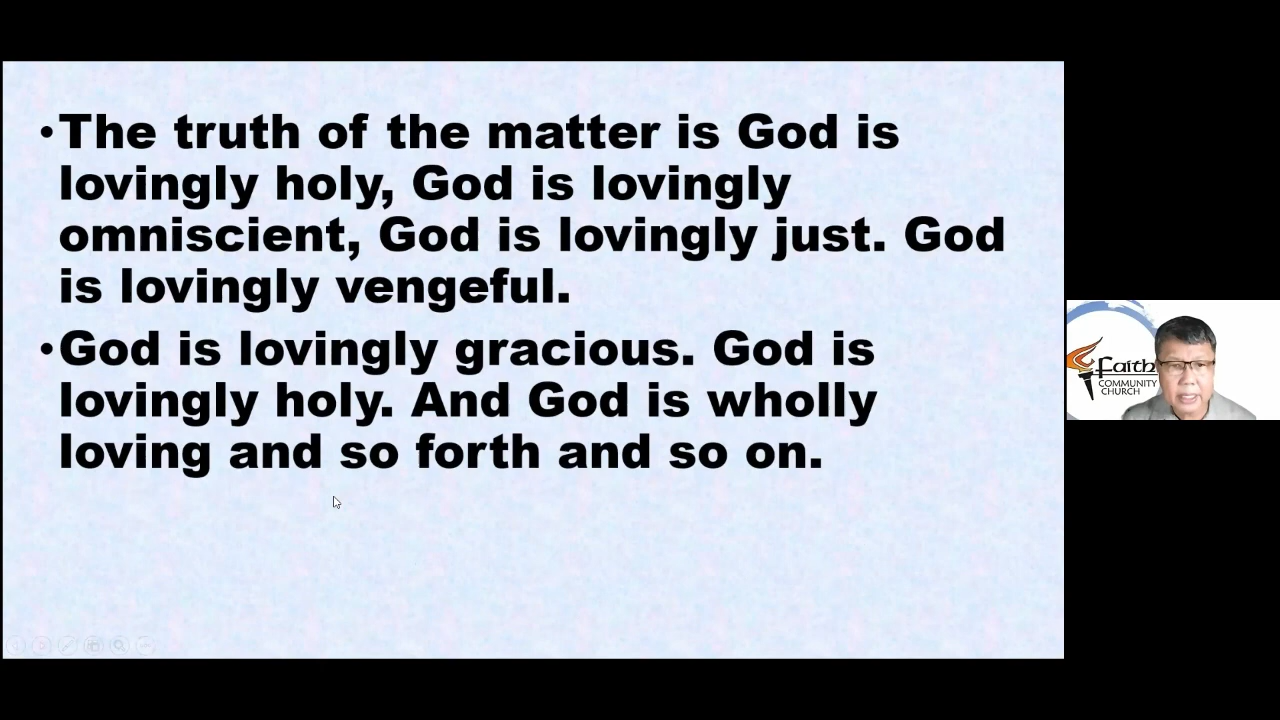 •The truth of the matter is God is
lovingly holy, God is lovingly
omniscient, God is lovingly just. God
is lovingly vengeful.
•God is lovingly gracious. God is
lovingly holy. And God is wholly
loving and so forth and so on.
Faith
COMMUNITY
CHURCH